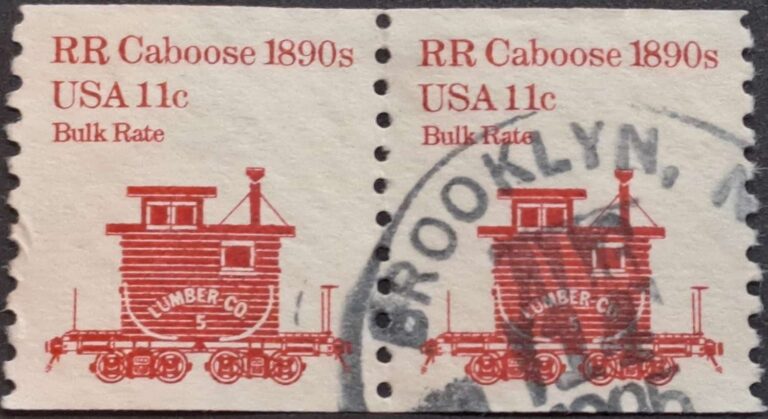 RR Caboose 1890s
USA 11c
Bulk Rate
LUMBER CO.
5
RR Caboose 1890s
USA 11c
Bulk Rate
LUMBER CO.
5
BROOKLYN, N